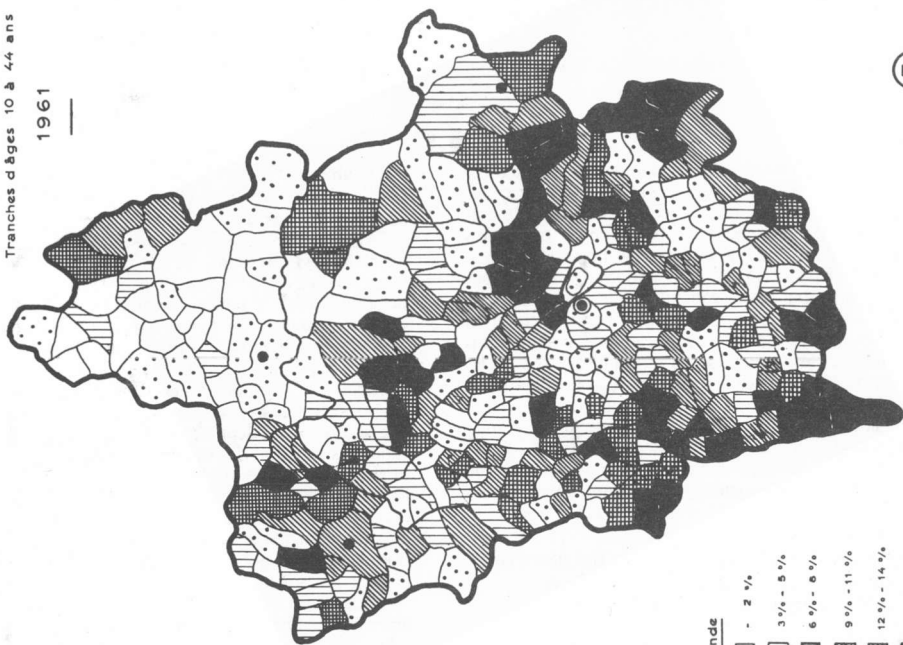 Tranches d'âges 10 à 44 ans
1961
nde
- 2 %
3 % - 5 %
6 % - 8 %
9 % - 11 %
12 % - 14 %